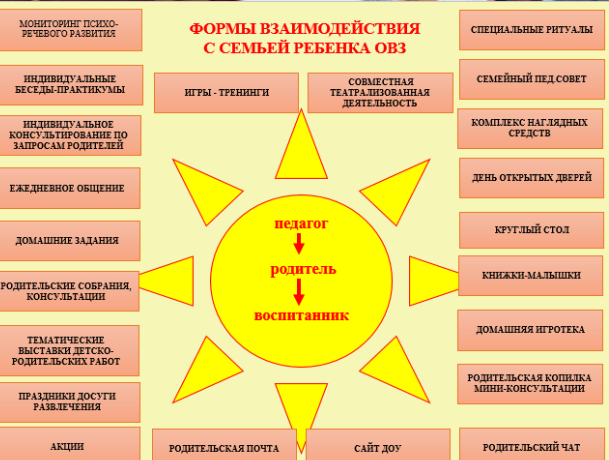 ФОРМЫ ВЗАИМОДЕЙСТВИЯ
С СЕМЬЕЙ РЕБЕНКА ОВЗ
МОНИТОРИНГ ПСИХО-
РЕЧЕВОГО РАЗВИТИЯ
ИНДИВИДУАЛЬНЫЕ
БЕСЕДЫ-ПРАКТИКУМЫ
ИНДИВИДУАЛЬНОЕ
КОНСУЛЬТИРОВАНИЕ ПО
ЗАПРОСАМ РОДИТЕЛЕЙ
ЕЖЕДНЕВНОЕ ОБЩЕНИЕ
ДОМАШНИЕ ЗАДАНИЯ
РОДИТЕЛЬСКИЕ СОБРАНИЯ,
КОНСУЛЬТАЦИИ
ТЕМАТИЧЕСКИЕ
ВЫСТАВКИ ДЕТСКО-
РОДИТЕЛЬСКИХ РАБОТ
ПРАЗДНИКИ ДОСУГИ
РАЗВЛЕЧЕНИЯ
АКЦИИ
ИГРЫ - ТРЕНИНГИ
СОВМЕСТНАЯ
ТЕАТРАЛИЗОВАННАЯ
ДЕЯТЕЛЬНОСТЬ
педагог
родитель
воспитанник
РОДИТЕЛЬСКАЯ ПОЧТА
САЙТ ДОУ
СПЕЦИАЛЬНЫЕ РИТУАЛЫ
СЕМЕЙНЫЙ ПЕД.СОВЕТ
КОМПЛЕКС НАГЛЯДНЫХ
СРЕДСТВ
ДЕНЬ ОТКРЫТЫХ ДВЕРЕЙ
КРУГЛЫЙ СТОЛ
КНИЖКИ-МАЛЫШКИ
ДОМАШНЯЯ ИГРОТЕКА
РОДИТЕЛЬСКАЯ КОПИЛКА
МИНИ-КОНСУЛЬТАЦИИ
РОДИТЕЛЬСКИЙ ЧАТ